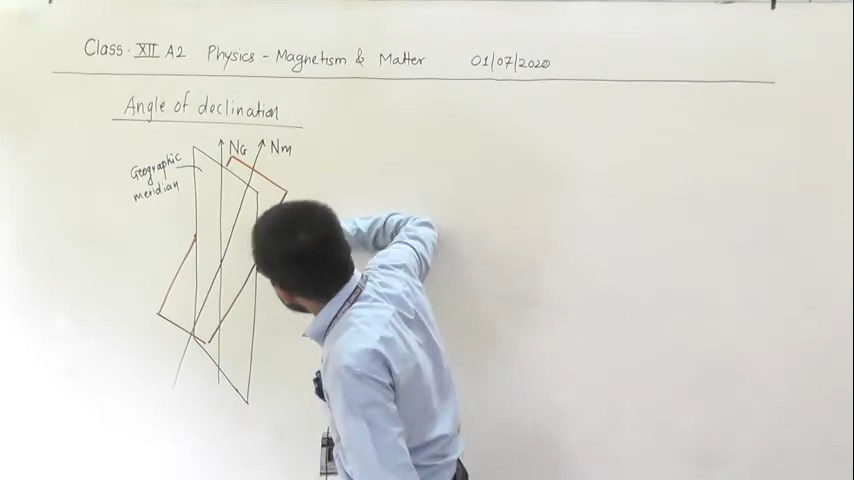 Class - XII A2 Physics - Magnetism & Matter 01/07/2020
Angle of declination
NG Nm
Geographic
meridian